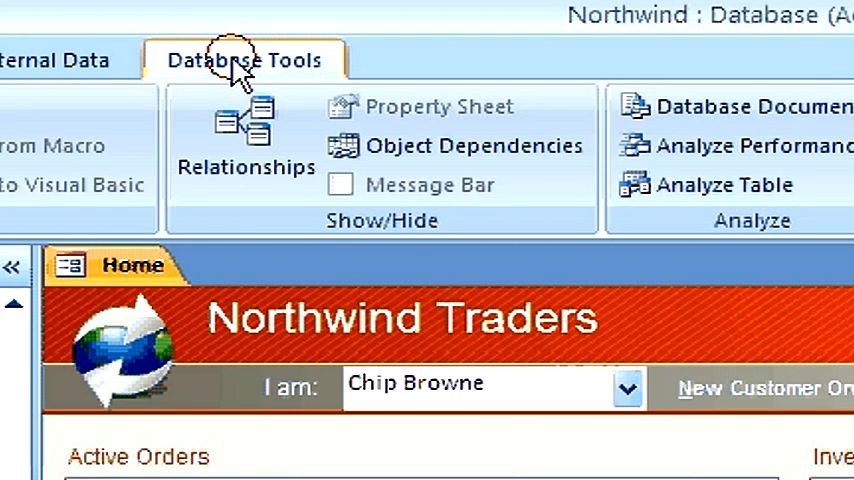 Northwind : Database (A
ternal Data
Database Tools
Property Sheet
rom Macro
Object Dependencies
to Visual Basic
Relationships
Message Bar
Show/Hide
Database Documen
Analyze Performanc
Analyze Table
Analyze
Home
Northwind Traders
I am:
Chip Browne
New Customer Or
Active Orders
Inve